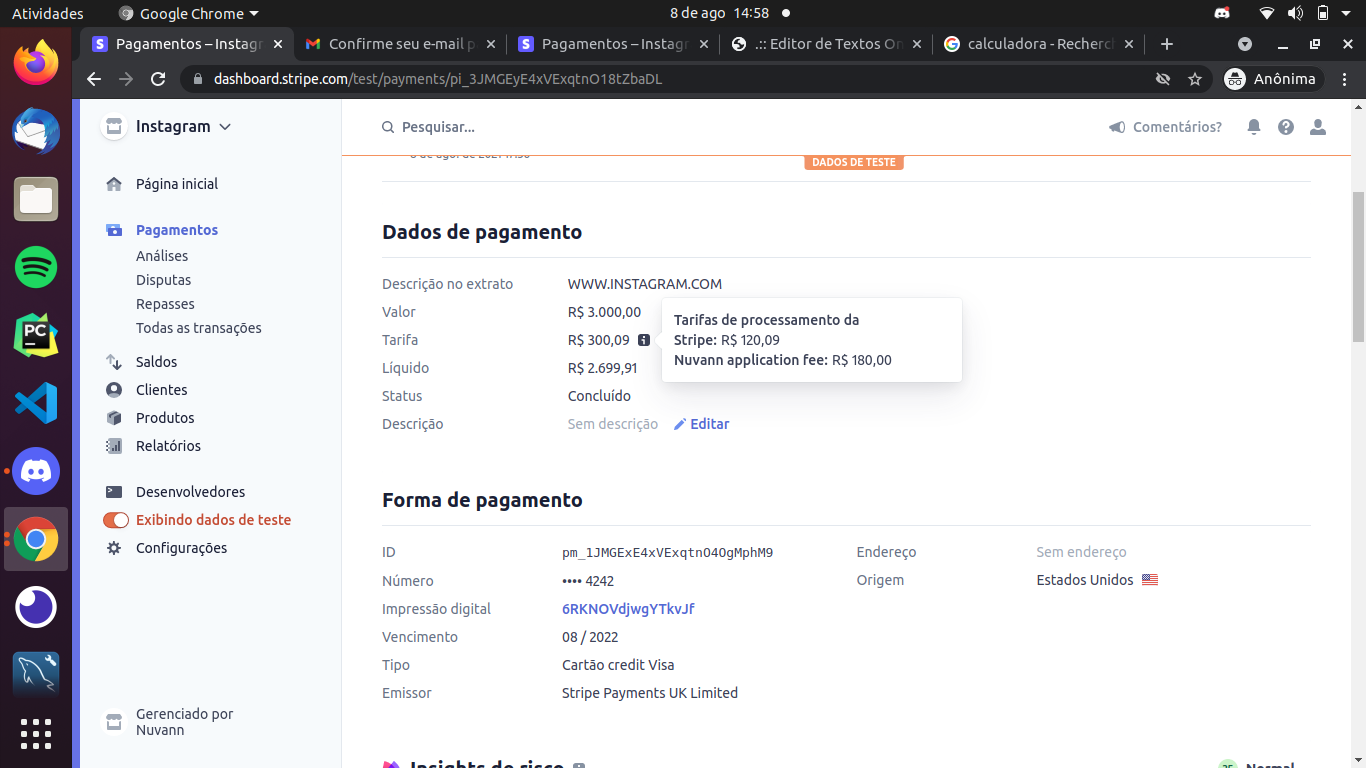 Atividades
Google Chrome
8 de ago 14:58
Pagamentos – Instagr
Confirme seu e-mail p
Pagamentos – Instagr
.:: Editor de Textos On
calculadora - Recherc
dashboard.stripe.com/test/payments/pi_3JMGEyE4xVExqtnO18tZbaDL
Anônima
Instagram
Pesquisar...
Comentários?
DADOS DE TESTE
Página inicial
Pagamentos
Análises
Disputas
Repasses
Todas as transações
Saldos
Clientes
Produtos
Relatórios
Desenvolvedores
Exibindo dados de teste
Configurações
Gerenciado por
Nuvann
Dados de pagamento
Descrição no extrato WWW.INSTAGRAM.COM
Valor R$ 3.000,00
Tarifa R$ 300,09
Tarifas de processamento da
Stripe: R$ 120,09
Nuvann application fee: R$ 180,00
Líquido R$ 2.699,91
Status Concluído
Descrição Sem descrição Editar
Forma de pagamento
ID pm_1JMGExE4xVExqtnO4OgMphM9
Número •••• 4242
Impressão digital 6RKNOVdjwgYTkvJf
Vencimento 08 / 2022
Tipo Cartão credit Visa
Emissor Stripe Payments UK Limited
Endereço Sem endereço
Origem Estados Unidos
Insights de risco
Normal
PC